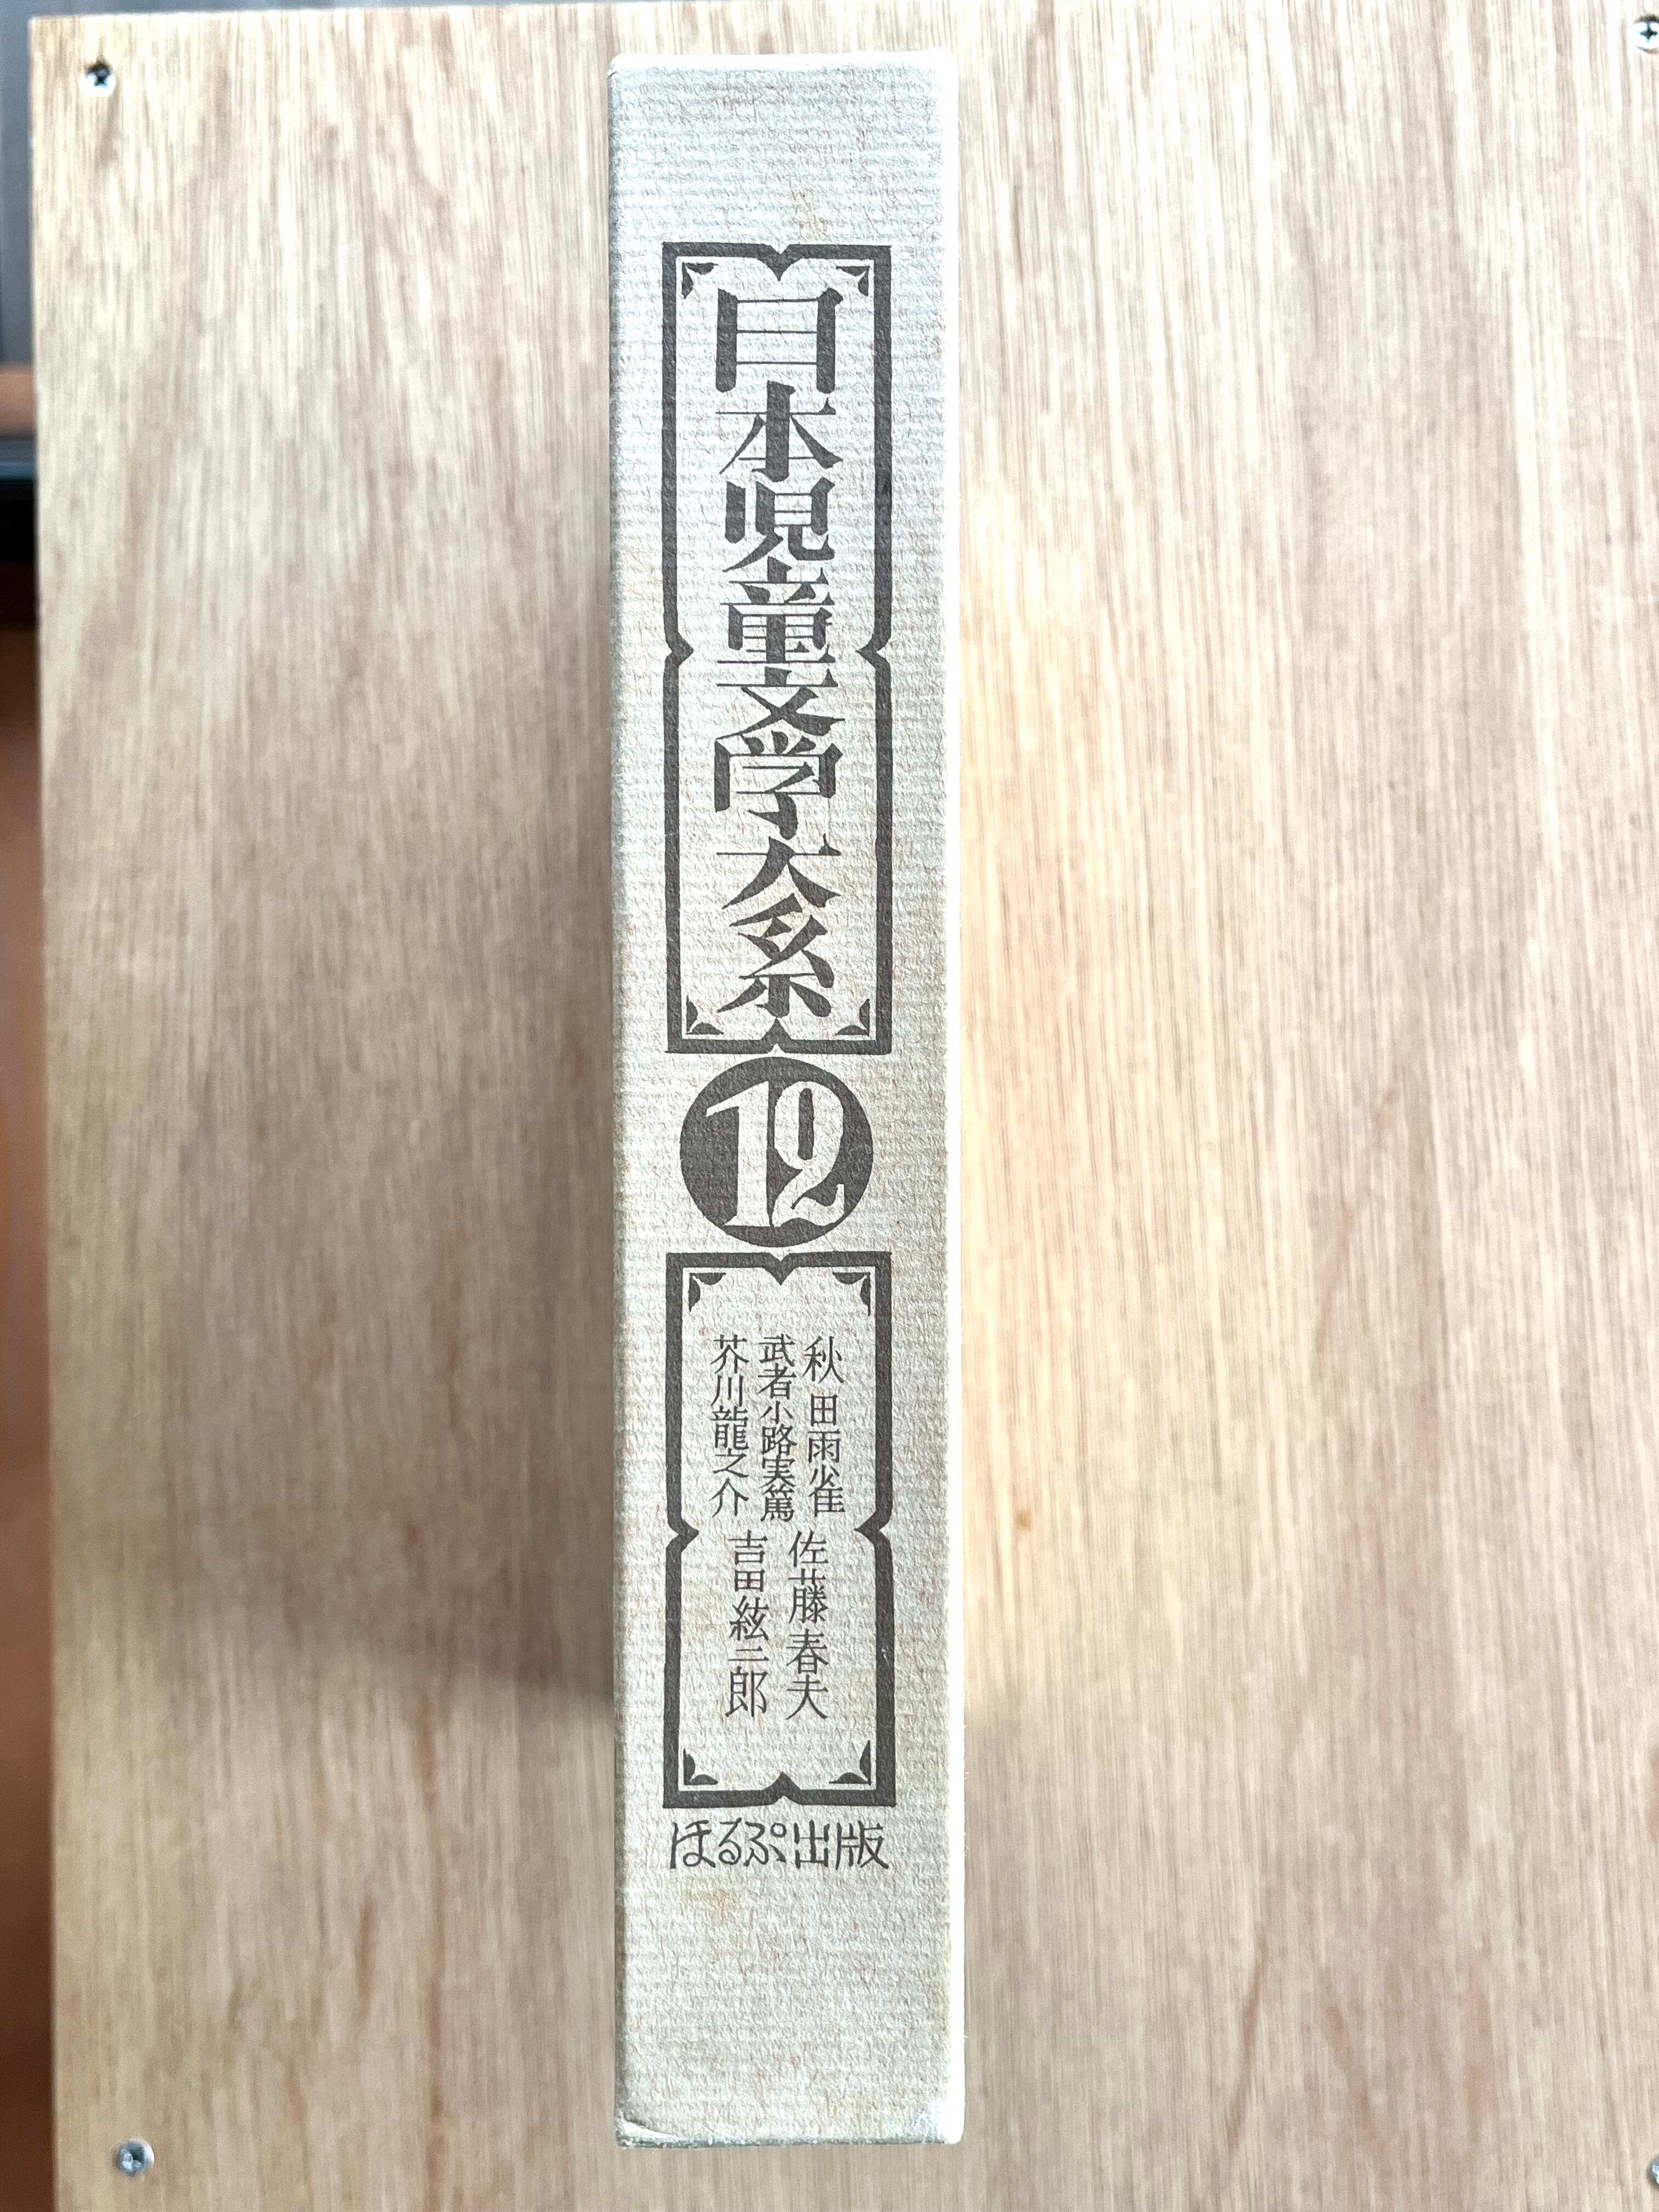 日本児童文学大系
12
秋田雨雀
武者小路実篤
芥川龍之介
佐藤春夫
吉田絃二郎
ほるぷ出版